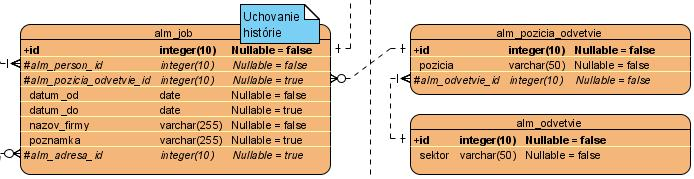 Uchovanie
histórie
alm_job
+id integer(10) Nullable = false
#alm_person_id integer(10) Nullable = false
#alm_pozicia_odvetvie_id integer(10) Nullable = true
datum_od date Nullable = false
datum_do date Nullable = true
nazov_firmy varchar(255) Nullable = false
poznamka varchar(255) Nullable = true
#alm_adresa_id integer(10) Nullable = true
alm_pozicia_odvetvie
+id integer(10) Nullable = false
pozicia varchar(50) Nullable = false
#alm_odvetvie_id integer(10) Nullable = false
alm_odvetvie
+id integer(10) Nullable = false
sektor varchar(50) Nullable = false